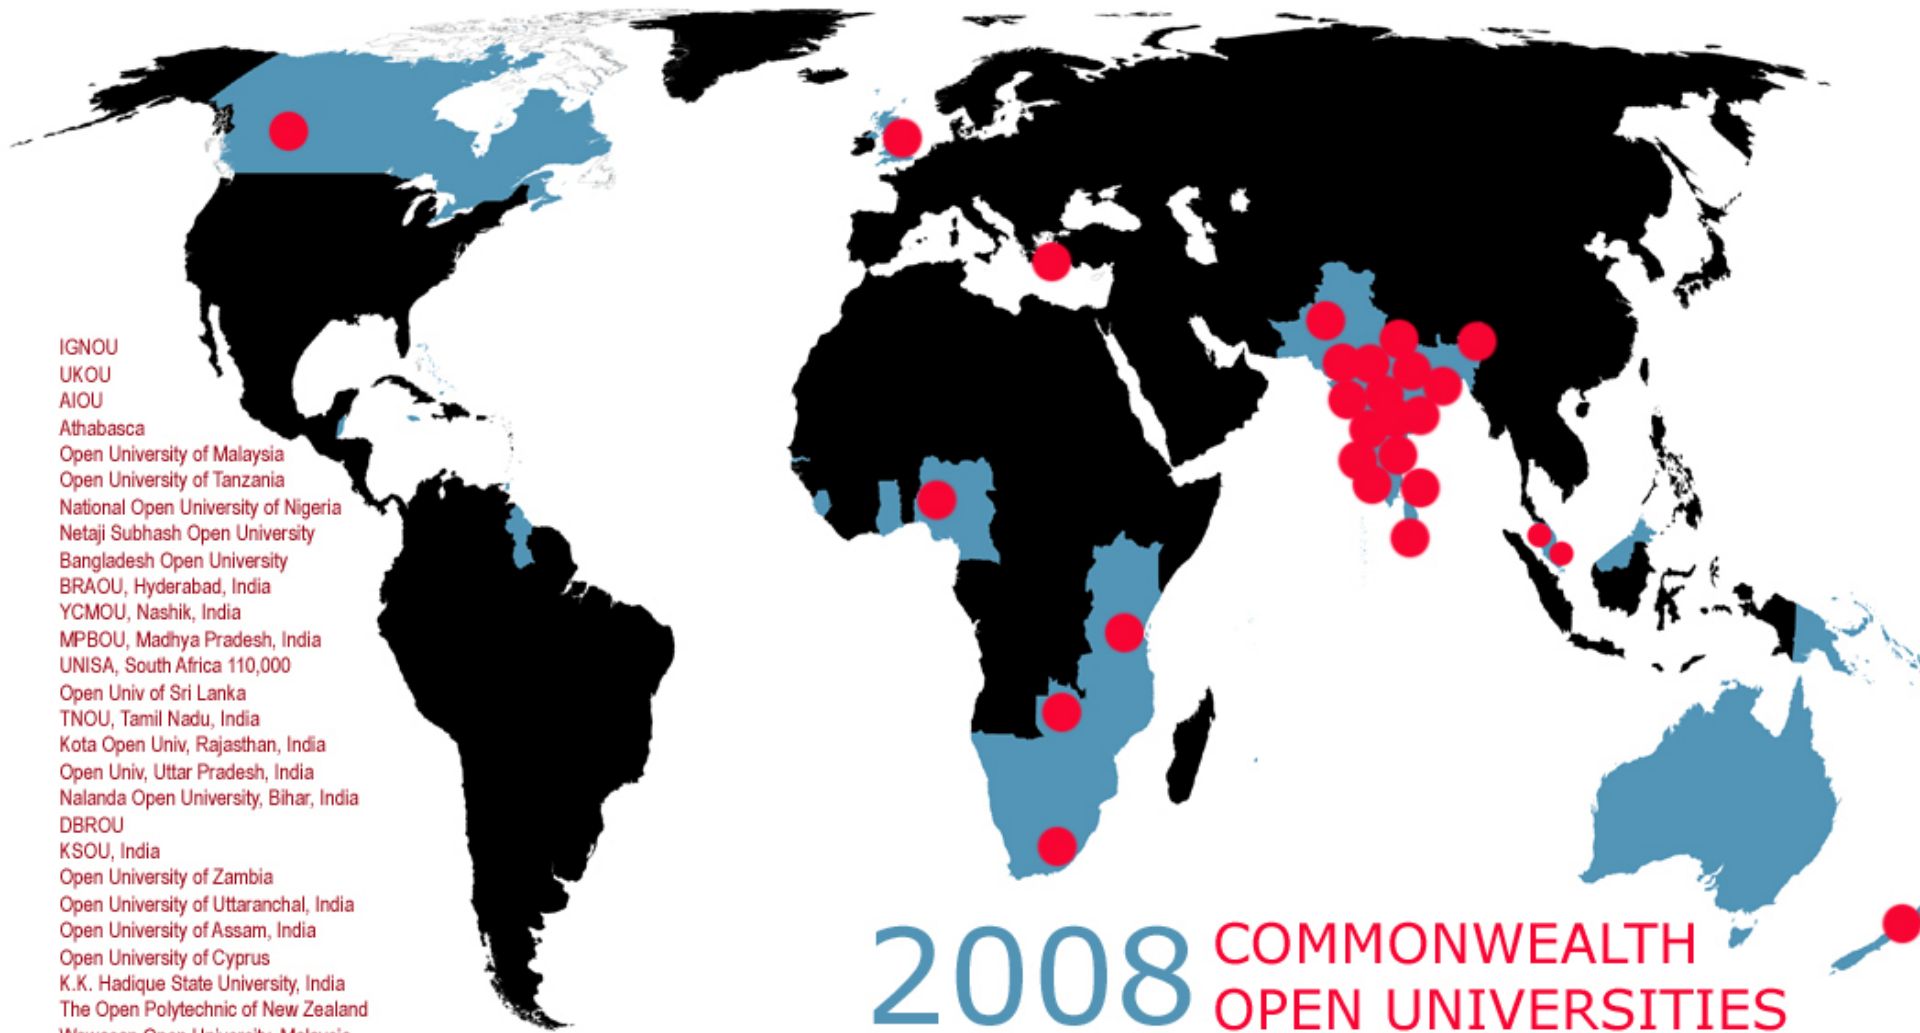 IGNOU
UKOU
AIOU
Athabasca
Open University of Malaysia
Open University of Tanzania
National Open University of Nigeria
Netaji Subhash Open University
Bangladesh Open University
BRAOU, Hyderabad, India
YCMOU, Nashik, India
MPBOU, Madhya Pradesh, India
UNISA, South Africa 110,000
Open Univ of Sri Lanka
TNOU, Tamil Nadu, India
Kota Open Univ, Rajasthan, India
Open Univ, Uttar Pradesh, India
Nalanda Open University, Bihar, India
DBROU
KSOU, India
Open University of Zambia
Open University of Uttaranchal, India
Open University of Assam, India
Open University of Cyprus
K.K. Hadique State University, India
The Open Polytechnic of New Zealand
Wawasan Open University, Malaysia
2008 COMMONWEALTH
OPEN UNIVERSITIES